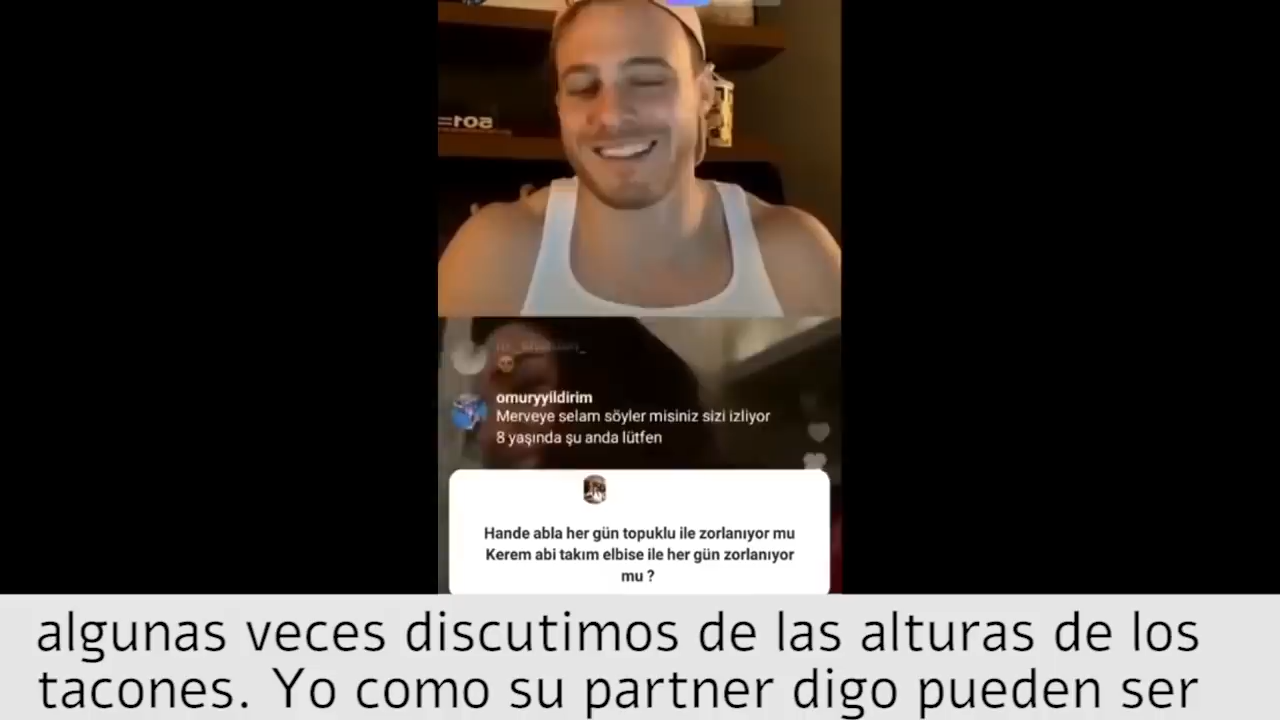 =108
omuryyildirim
Merveye selam söyler misiniz sizi izliyor
8 yaşında şu anda lütfen
Hande abla her gün topuklu ile zorlanıyor mu
Kerem abi takım elbise ile her gün zorlanıyor
mu ?
algunas veces discutimos de las alturas de los
tacones. Yo como su partner digo pueden ser